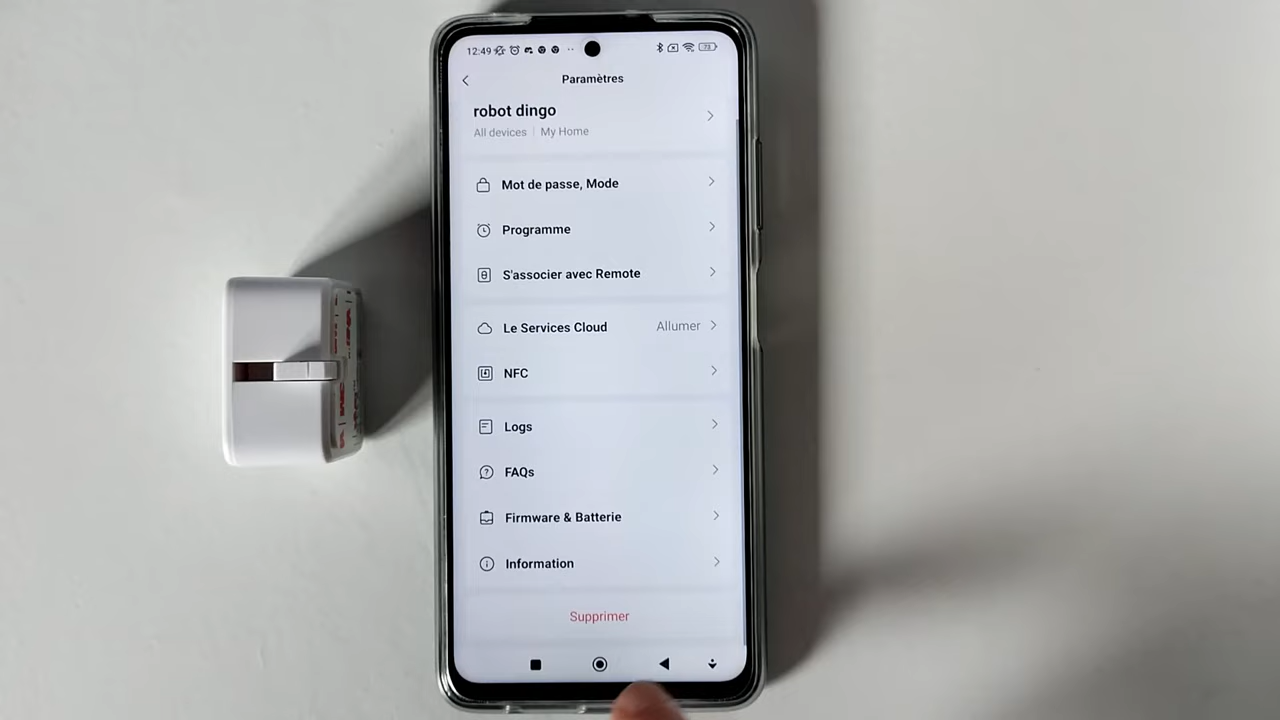 12:49
73
Paramètres
robot dingo
All devices | My Home
Mot de passe, Mode
Programme
S'associer avec Remote
Le Services Cloud Allumer
NFC
Logs
FAQs
Firmware & Batterie
Information
Supprimer